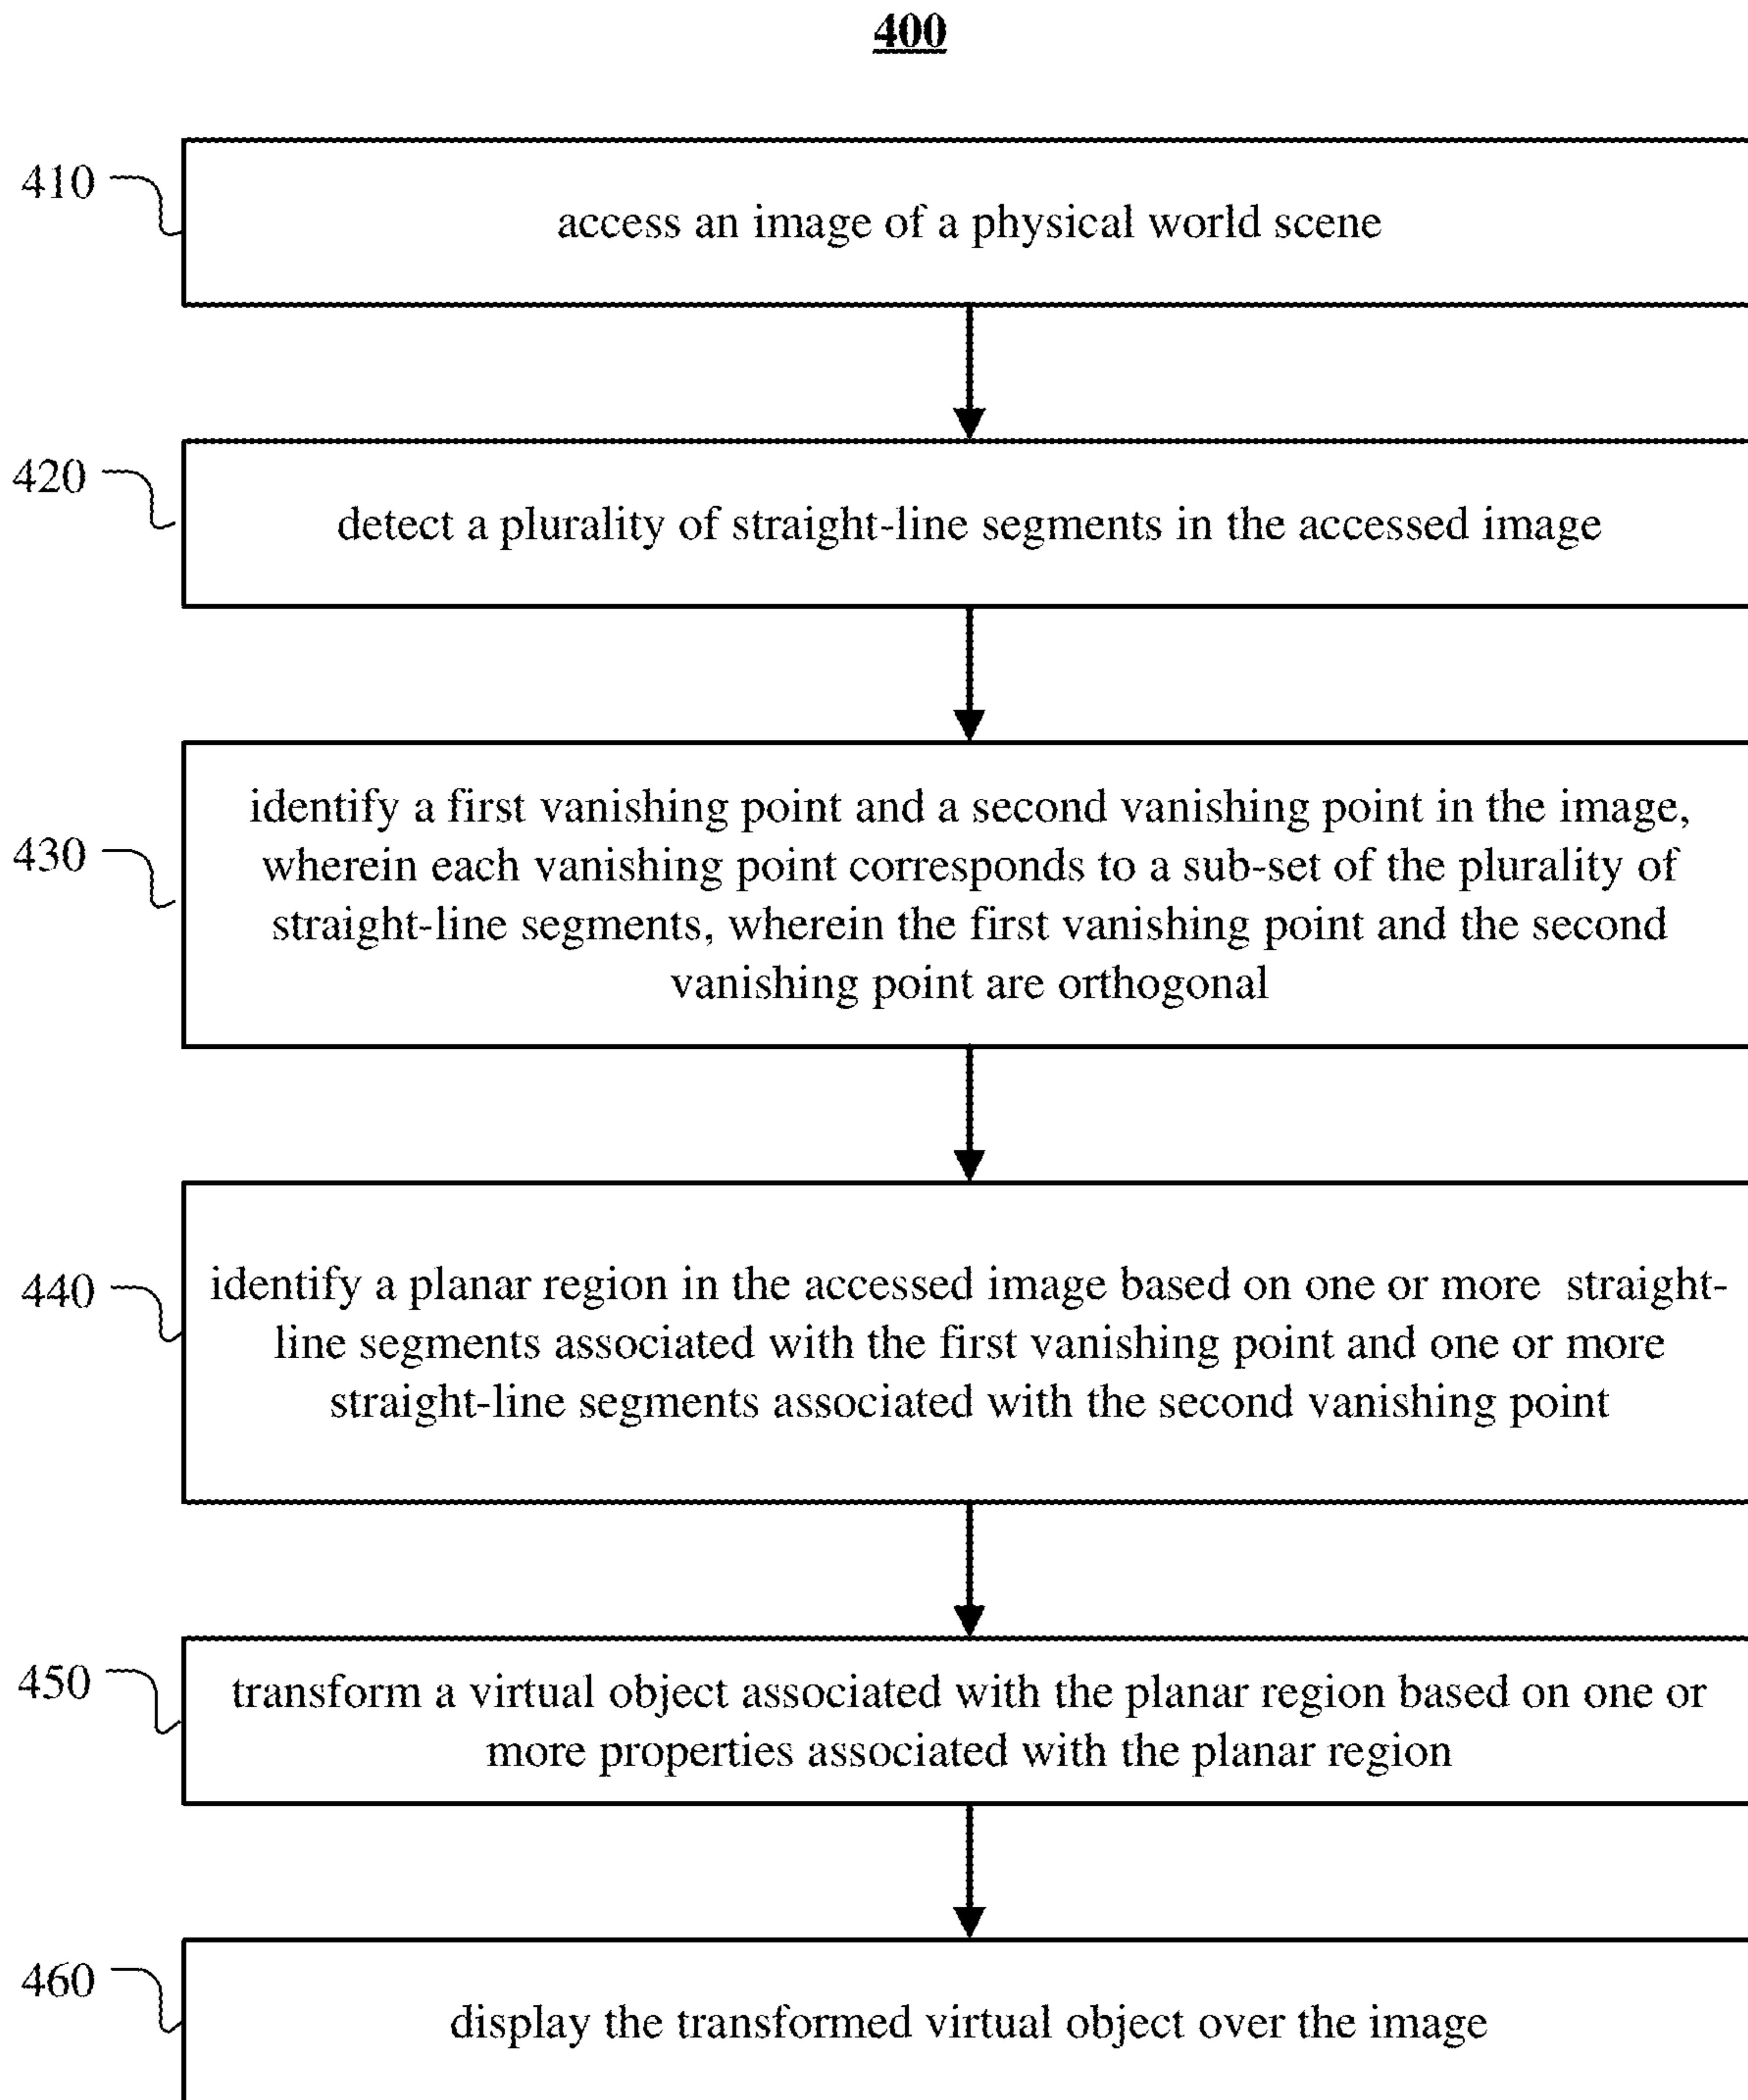 400
410
access an image of a physical world scene
420
detect a plurality of straight-line segments in the accessed image
430
identify a first vanishing point and a second vanishing point in the image,
wherein each vanishing point corresponds to a sub-set of the plurality of
straight-line segments, wherein the first vanishing point and the second
vanishing point are orthogonal
440
identify a planar region in the accessed image based on one or more straight-
line segments associated with the first vanishing point and one or more
straight-line segments associated with the second vanishing point
450
transform a virtual object associated with the planar region based on one or
more properties associated with the planar region
460
display the transformed virtual object over the image